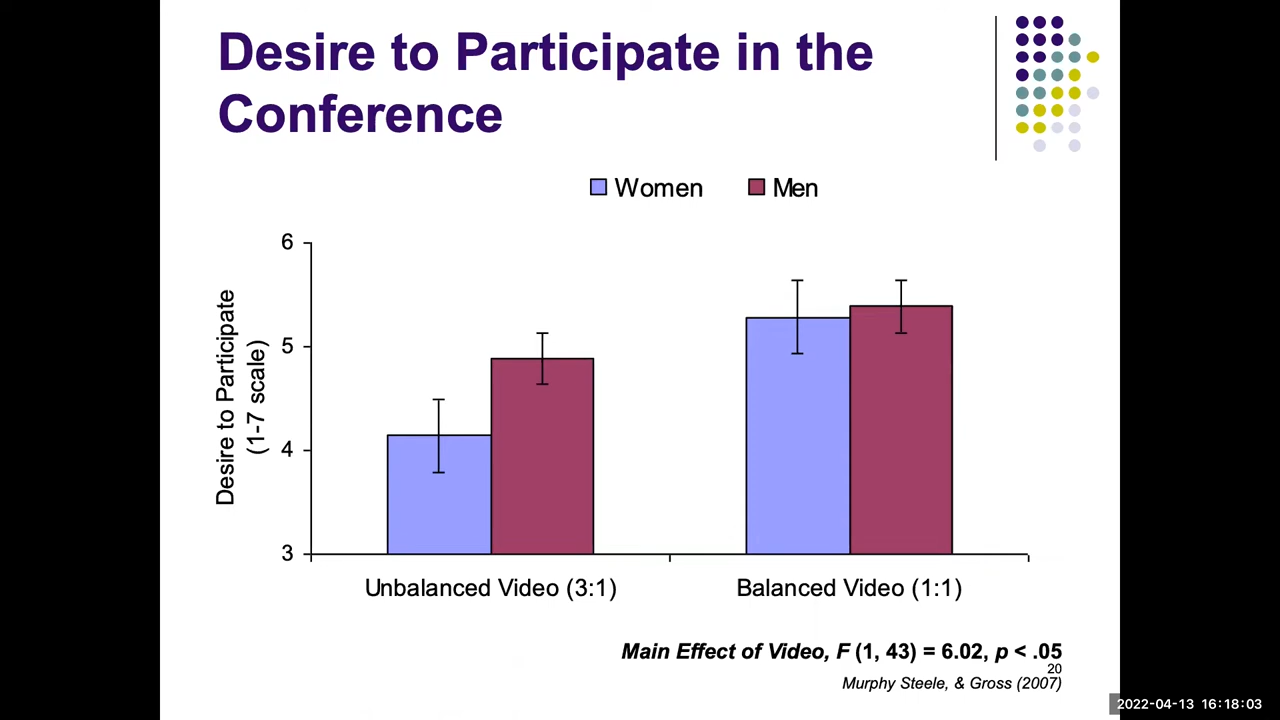 Desire to Participate in the
Conference
Women
Men
6
5
4
3
Desire to Participate
(1-7 scale)
Unbalanced Video (3:1)
Balanced Video (1:1)
Main Effect of Video, F (1, 43) = 6.02, p < .05
20
Murphy Steele, & Gross (2007)
2022-04-13 16:18:03